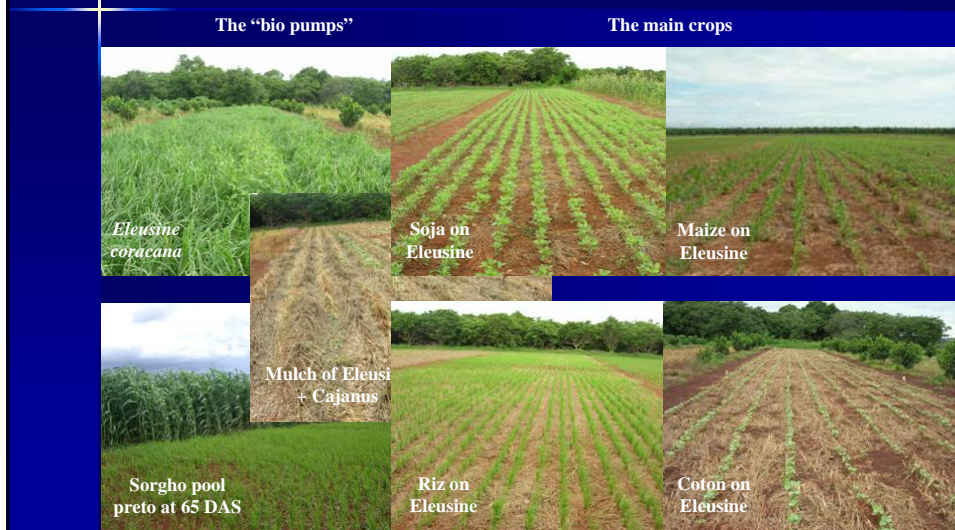 The “bio pumps”
The main crops
Eleusine
coracana
Soja on
Eleusine
Maize on
Eleusine
Mulch of Eleusi
+ Cajanus
Sorgho pool
preto at 65 DAS
Riz on
Eleusine
Coton on
Eleusine